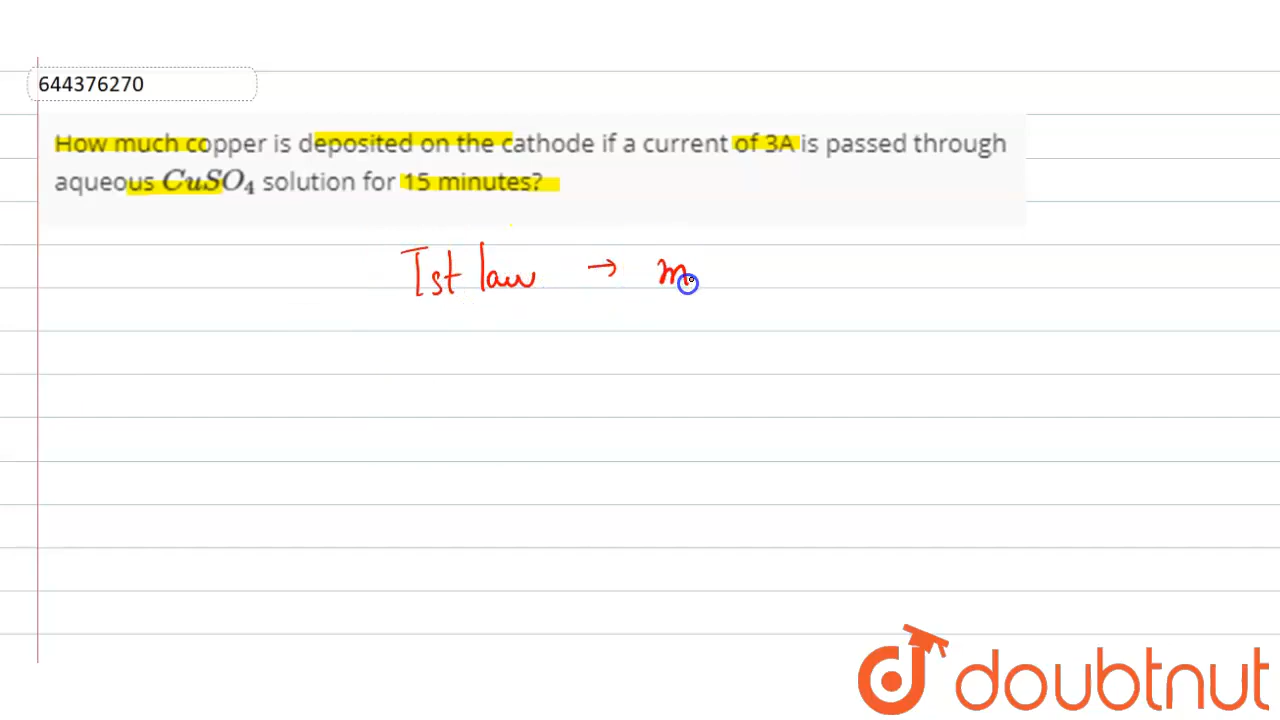 644376270
How much copper is deposited on the cathode if a current of 3A is passed through
aqueous CuSO₄ solution for 15 minutes?
Ist law → m
doubtnut